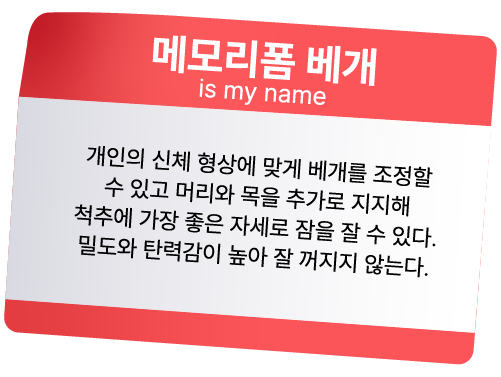 메모리폼 베개
is my name
개인의 신체 형상에 맞게 베개를 조정할
수 있고 머리와 목을 추가로 지지해
척추에 가장 좋은 자세로 잠을 잘 수 있다.
밀도와 탄력감이 높아 잘 꺼지지 않는다.